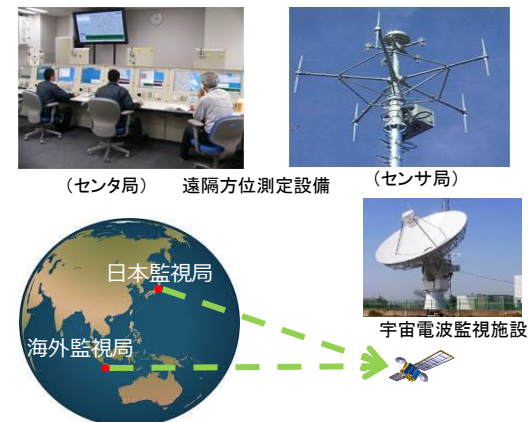 （センタ局）　遠隔方位測定設備　（センサ局）
日本監視局
宇宙電波監視施設
海外監視局